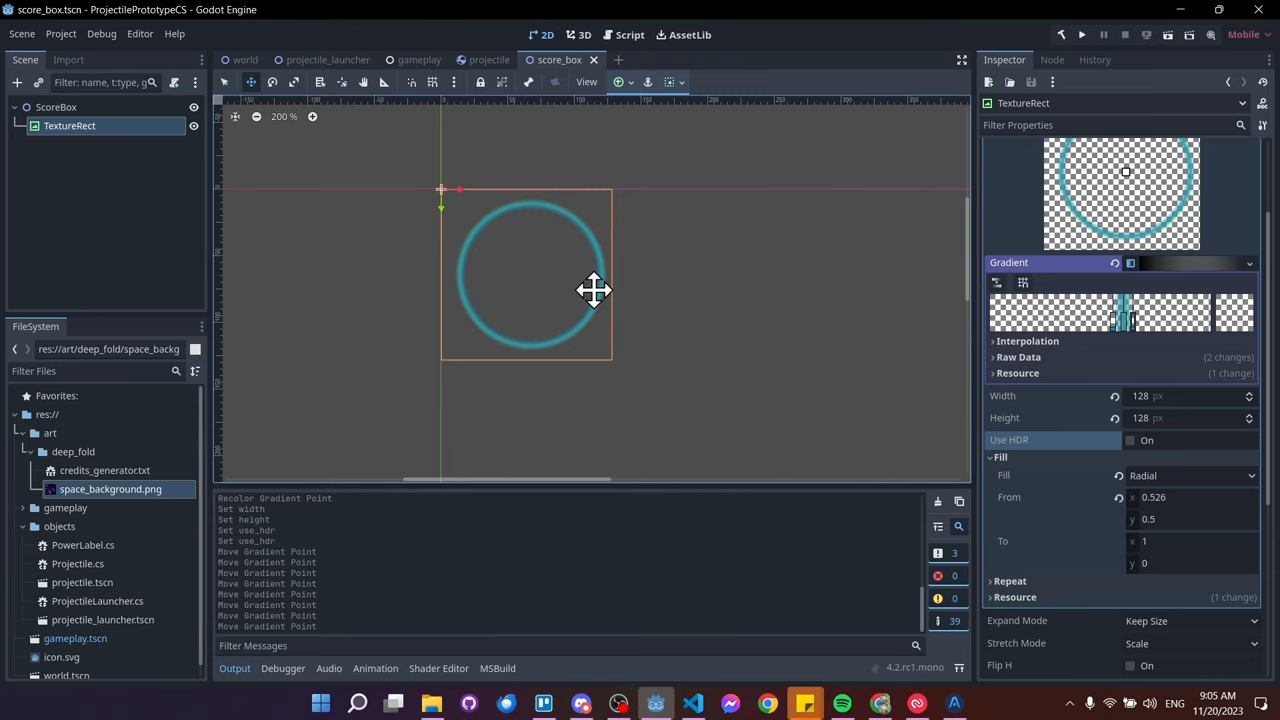 score_box.tscn - ProjectilePrototypeCS - Godot Engine
Scene Project Debug Editor Help
2D 3D Script AssetLib
Mobile
Scene Import
world projectile_launcher gameplay projectile score_box
Inspector Node History
Filter: name, t:type, g
View
ScoreBox
TextureRect
200 %
TextureRect
Filter Properties
Gradient
Interpolation
Raw Data (2 changes)
Resource (1 change)
Width 128 px
Height 118 px
Use HDR On
Fill
Fill Radial
From x 0.526
y 0.5
To x 1
y 0
Repeat
Resource (1 change)
Expand Mode Keep Size
Stretch Mode Scale
Flip H On
FileSystem
res://art/deep_fold/space_backg
Filter Files
Favorites:
res://
art
deep_fold
credits_generator.txt
space_background.png
gameplay
objects
PowerLabel.cs
Projectile.cs
projectile.tscn
ProjectileLauncher.cs
projectile_launcher.tscn
gameplay.tscn
icon.svg
world.tscn
Recolor Gradient Point
Set width
Set height
Set use_hdr
Set use_hdr
Move Gradient Point
Move Gradient Point
Move Gradient Point
Move Gradient Point
Move Gradient Point
Move Gradient Point
Move Gradient Point
Move Gradient Point
3
0
0
39
Filter Messages
Output Debugger Audio Animation Shader Editor MSBuild
4.2.rc1.mono
ENG
9:05 AM
11/20/2023